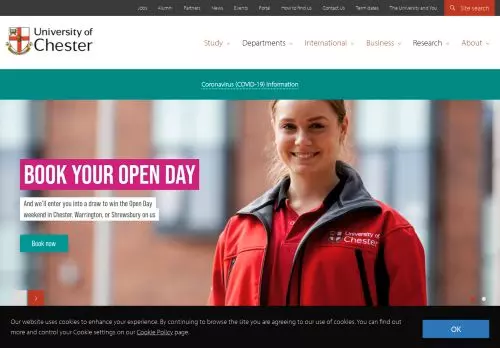 Jobs Alumni Partners News Events Portal How to find us Contact Us Term dates The University and You Site search
University of
Chester
Study Departments International Business Research About
Coronavirus (COVID-19) Information
BOOK YOUR OPEN DAY
And we'll enter you into a draw to win the Open Day
weekend in Chester, Warrington, or Shrewsbury on us
Book now
University of
Chester
Our website uses cookies to enhance your experience. By continuing to browse the site you are agreeing to our use of cookies. You can find out
more and control your Cookie settings on our Cookie Policy page.
OK